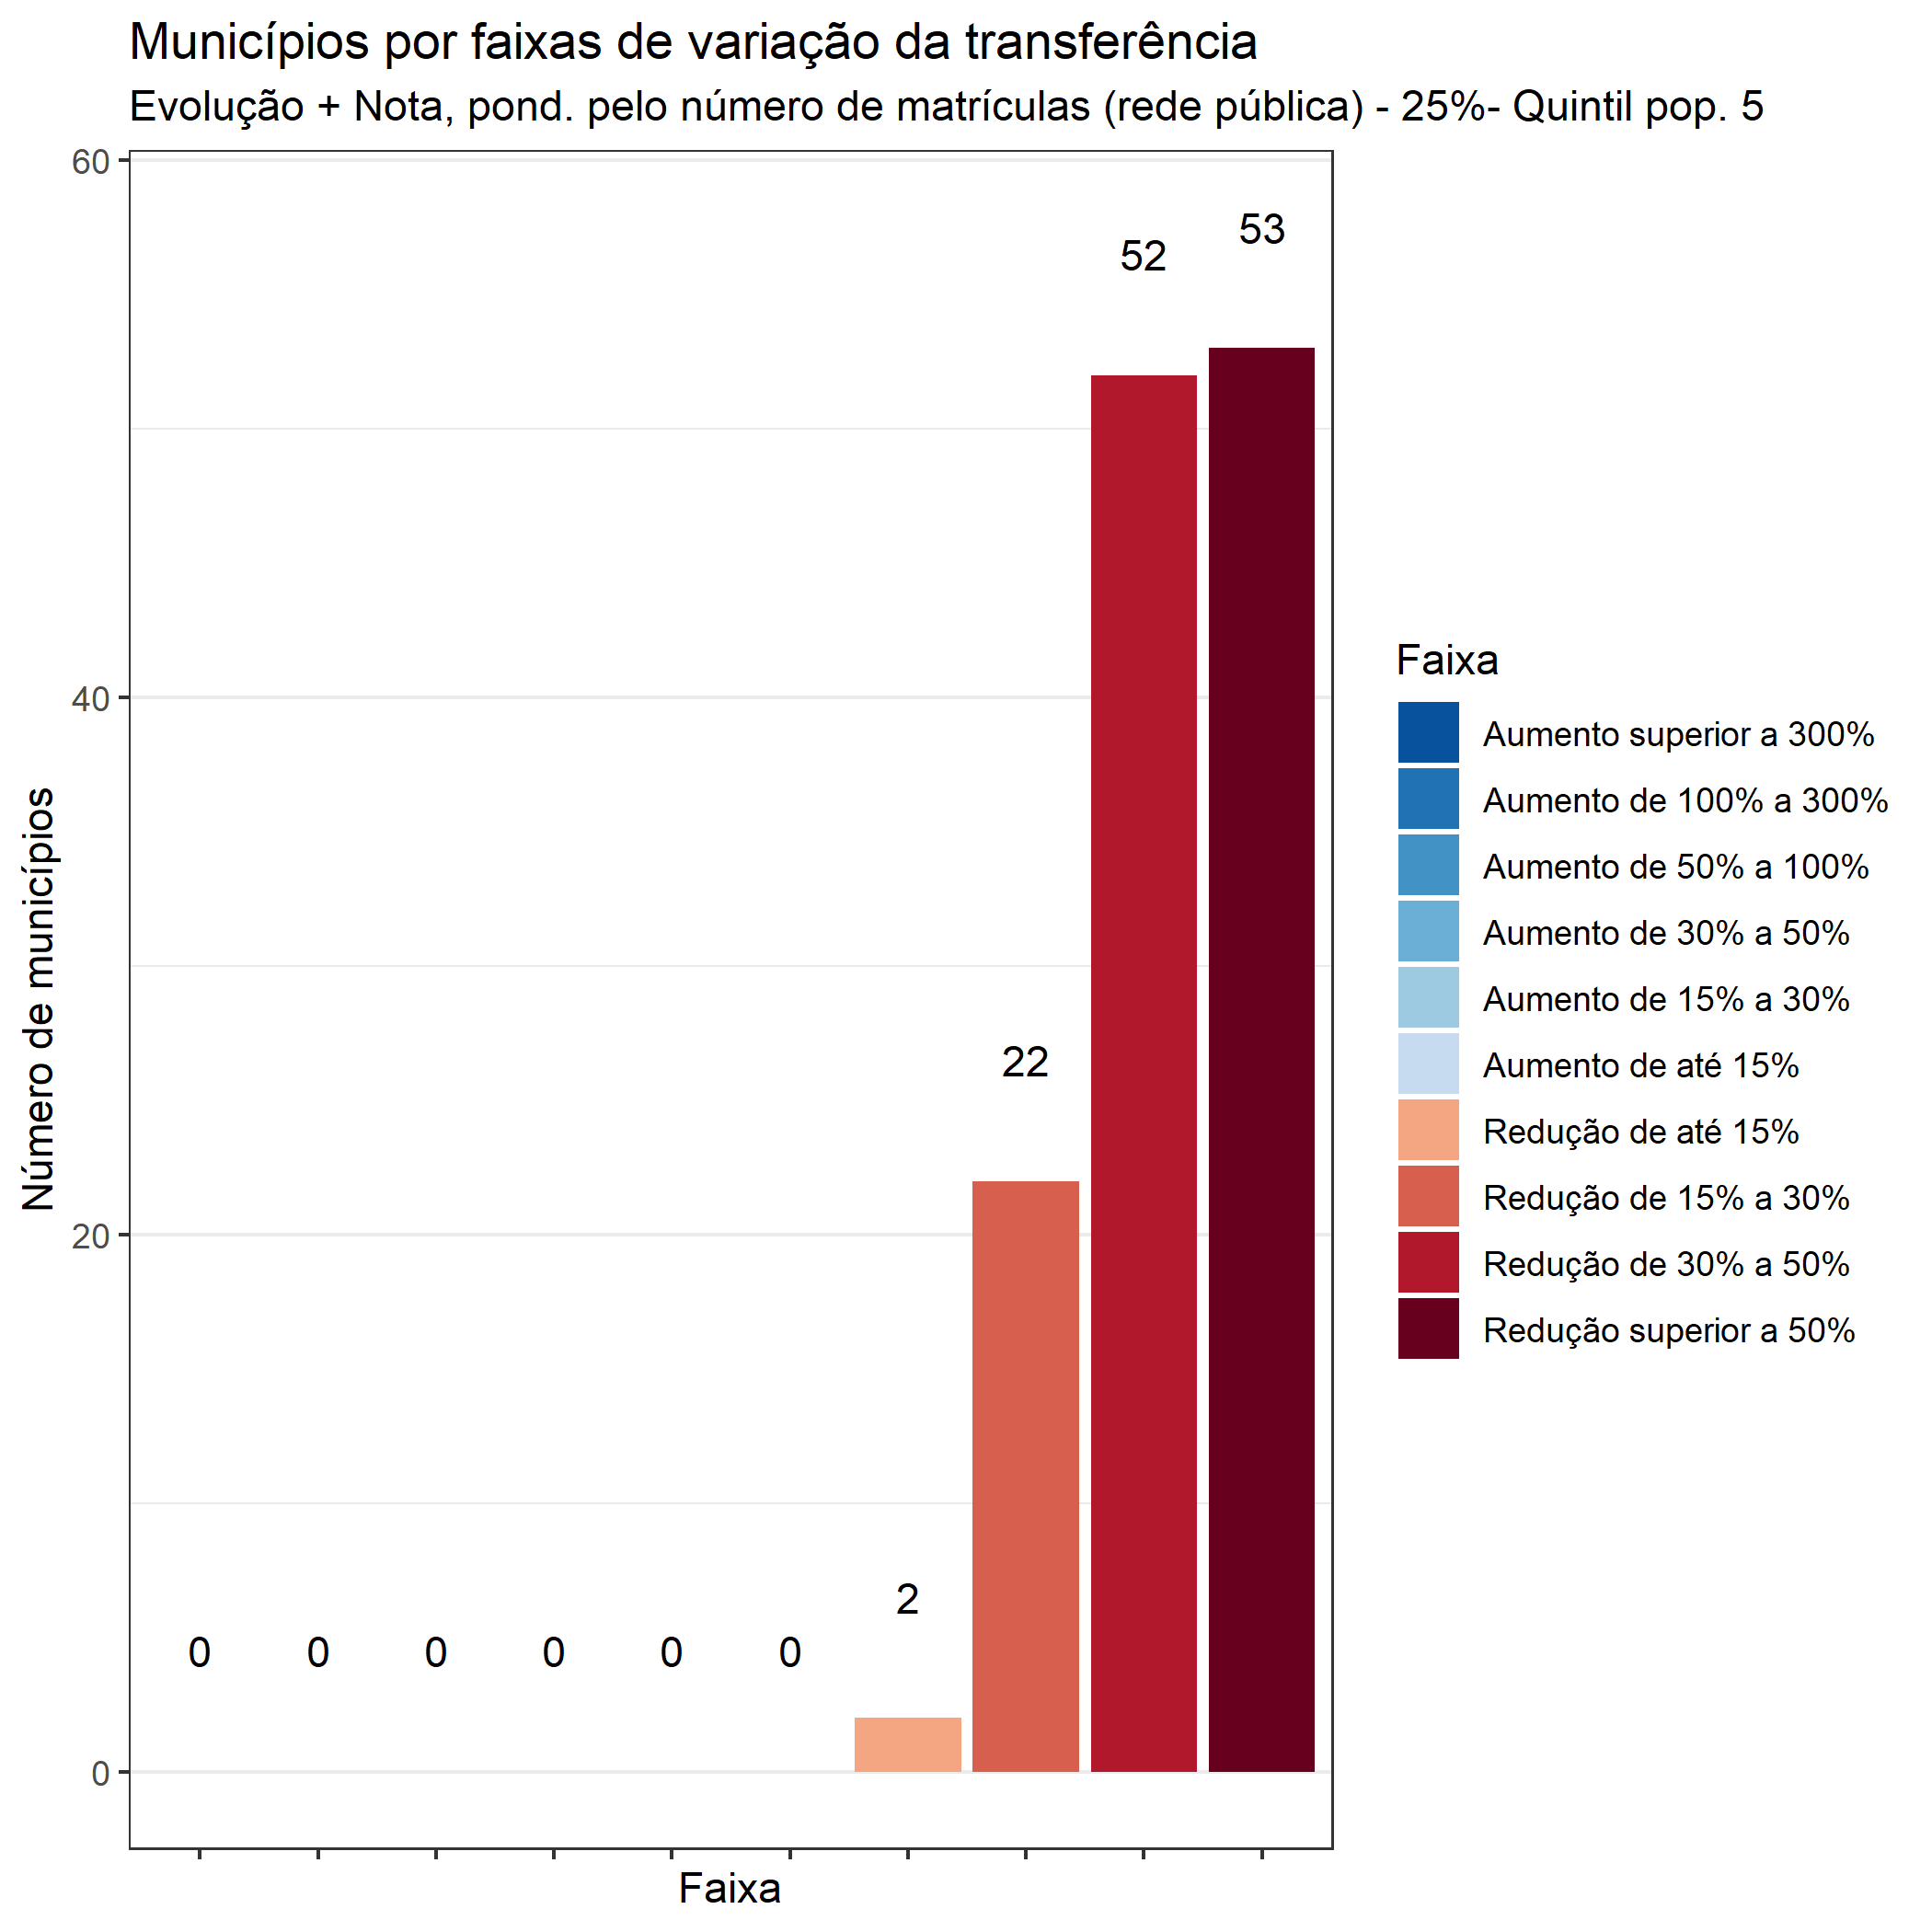 Municípios por faixas de variação da transferência
Evolução + Nota, pond. pelo número de matrículas (rede pública) - 25%- Quintil pop. 5
Número de municípios
60
40
20
0
0
0
0
0
0
0
2
22
52
53
Faixa
Faixa
Aumento superior a 300%
Aumento de 100% a 300%
Aumento de 50% a 100%
Aumento de 30% a 50%
Aumento de 15% a 30%
Aumento de até 15%
Redução de até 15%
Redução de 15% a 30%
Redução de 30% a 50%
Redução superior a 50%